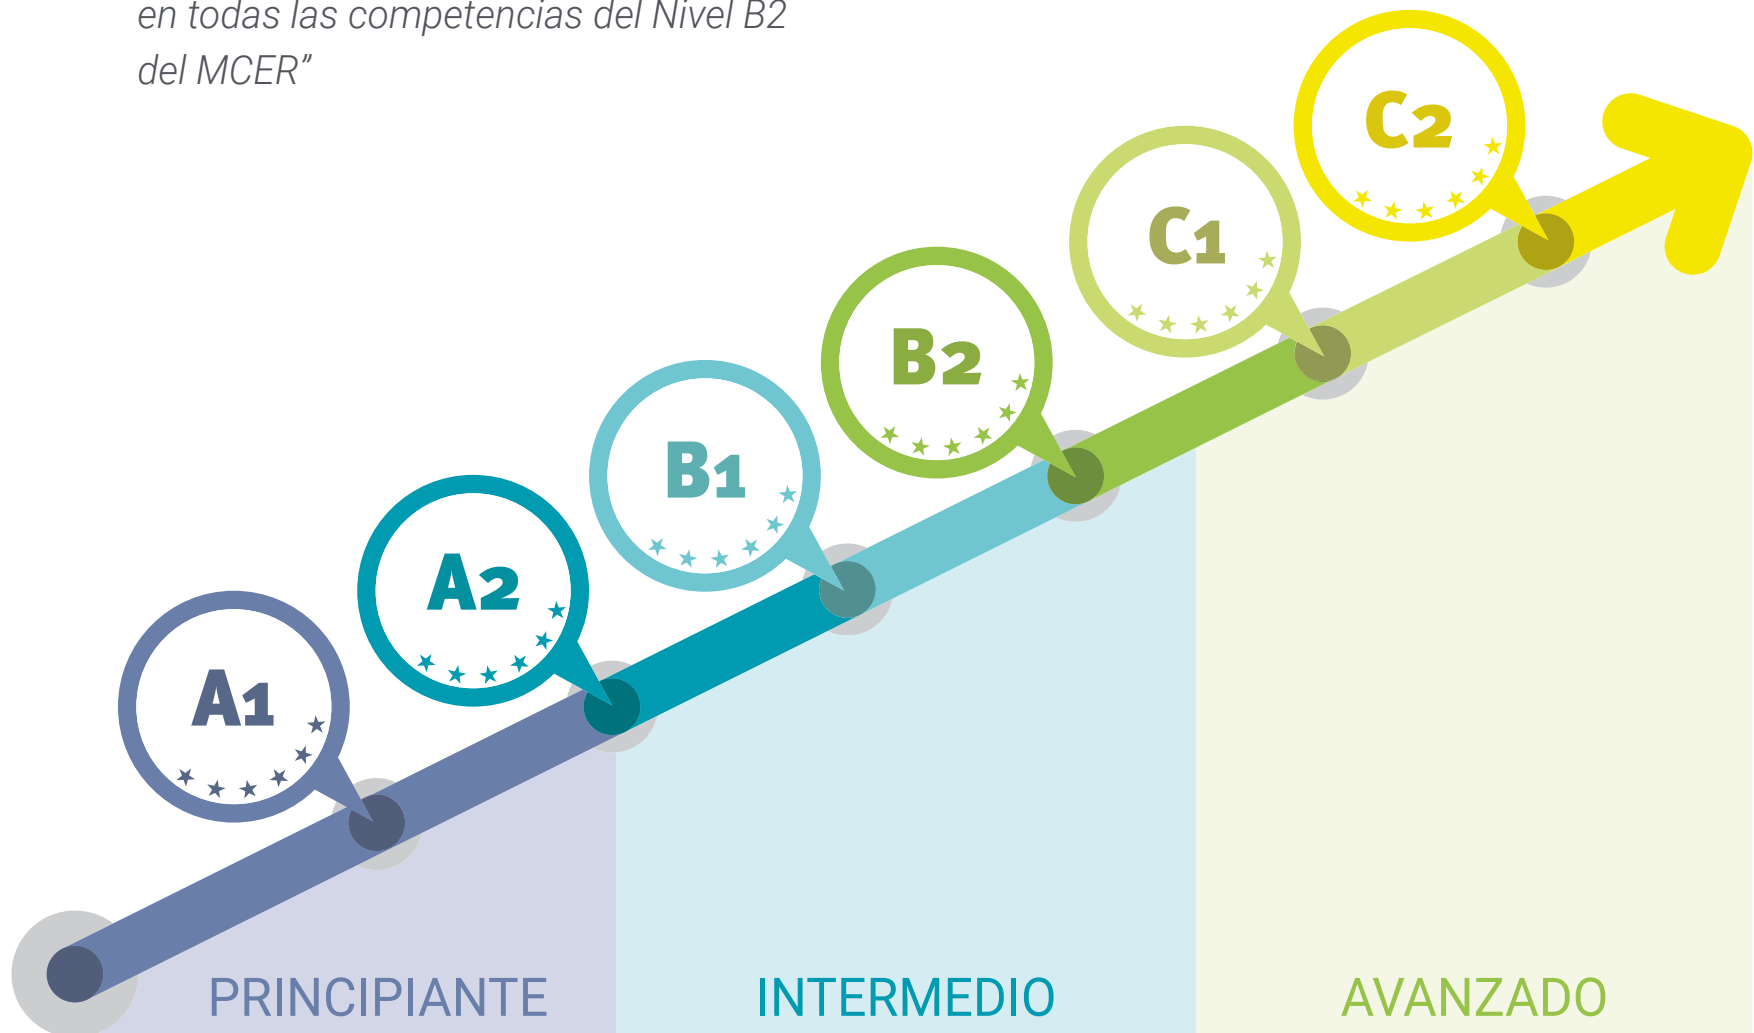 en todas las competencias del Nivel B2
del MCER”
C2
C1
B2
B1
A2
A1
PRINCIPIANTE
INTERMEDIO
AVANZADO